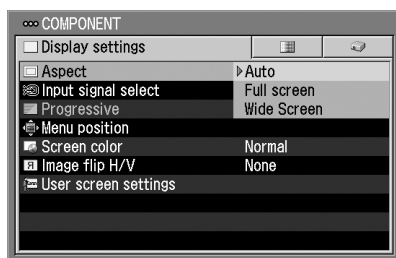 COMPONENT
Display settings
Aspect Auto
Input signal select Full screen
Progressive Wide Screen
Menu position
Screen color Normal
Image flip H/V None
User screen settings